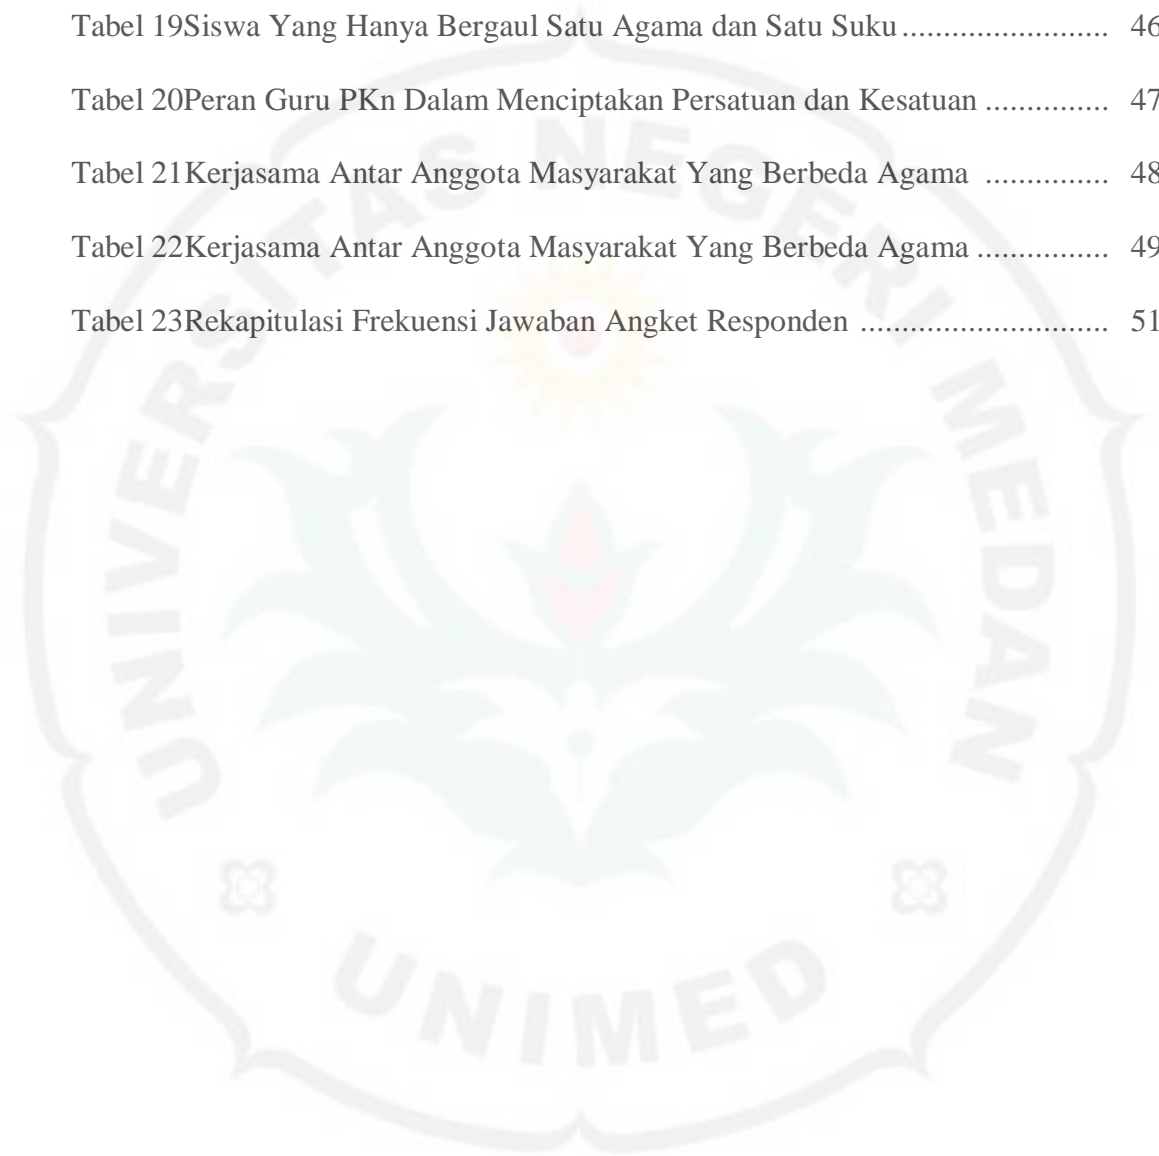 Tabel 19Siswa Yang Hanya Bergaul Satu Agama dan Satu Suku......................... 46
Tabel 20Peran Guru PKn Dalam Menciptakan Persatuan dan Kesatuan ............... 47
Tabel 21Kerjasama Antar Anggota Masyarakat Yang Berbeda Agama ............... 48
Tabel 22Kerjasama Antar Anggota Masyarakat Yang Berbeda Agama ................ 49
Tabel 23Rekapitulasi Frekuensi Jawaban Angket Responden .............................. 51
UNIVERSITAS NEGERI MEDAN
UNIMED